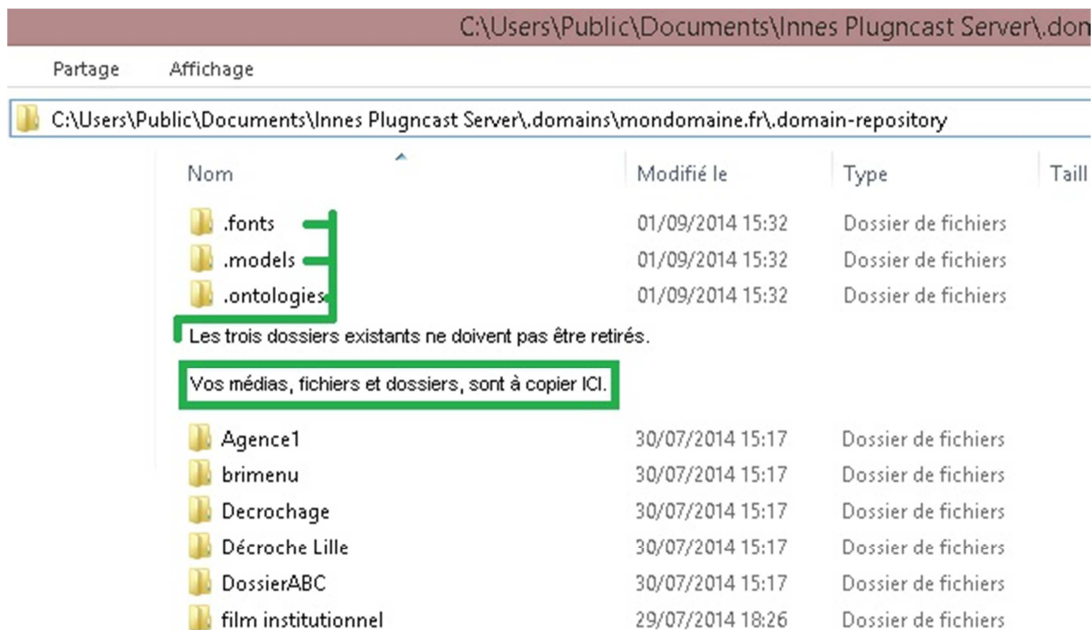 C:\Users\Public\Documents\Innes Plugncast Server\.dom
Partage Affichage
C:\Users\Public\Documents\Innes Plugncast Server\.domains\mondomaine.fr\.domain-repository
Nom Modifié le Type Taill
.fonts 01/09/2014 15:32 Dossier de fichiers
.models 01/09/2014 15:32 Dossier de fichiers
.ontologies 01/09/2014 15:32 Dossier de fichiers
Les trois dossiers existants ne doivent pas être retirés.
Vos médias, fichiers et dossiers, sont à copier ICI.
Agence1 30/07/2014 15:17 Dossier de fichiers
brimenu 30/07/2014 15:17 Dossier de fichiers
Decrochage 30/07/2014 15:17 Dossier de fichiers
Décroche Lille 30/07/2014 15:17 Dossier de fichiers
DossierABC 30/07/2014 15:17 Dossier de fichiers
film institutionnel 29/07/2014 18:26 Dossier de fichiers